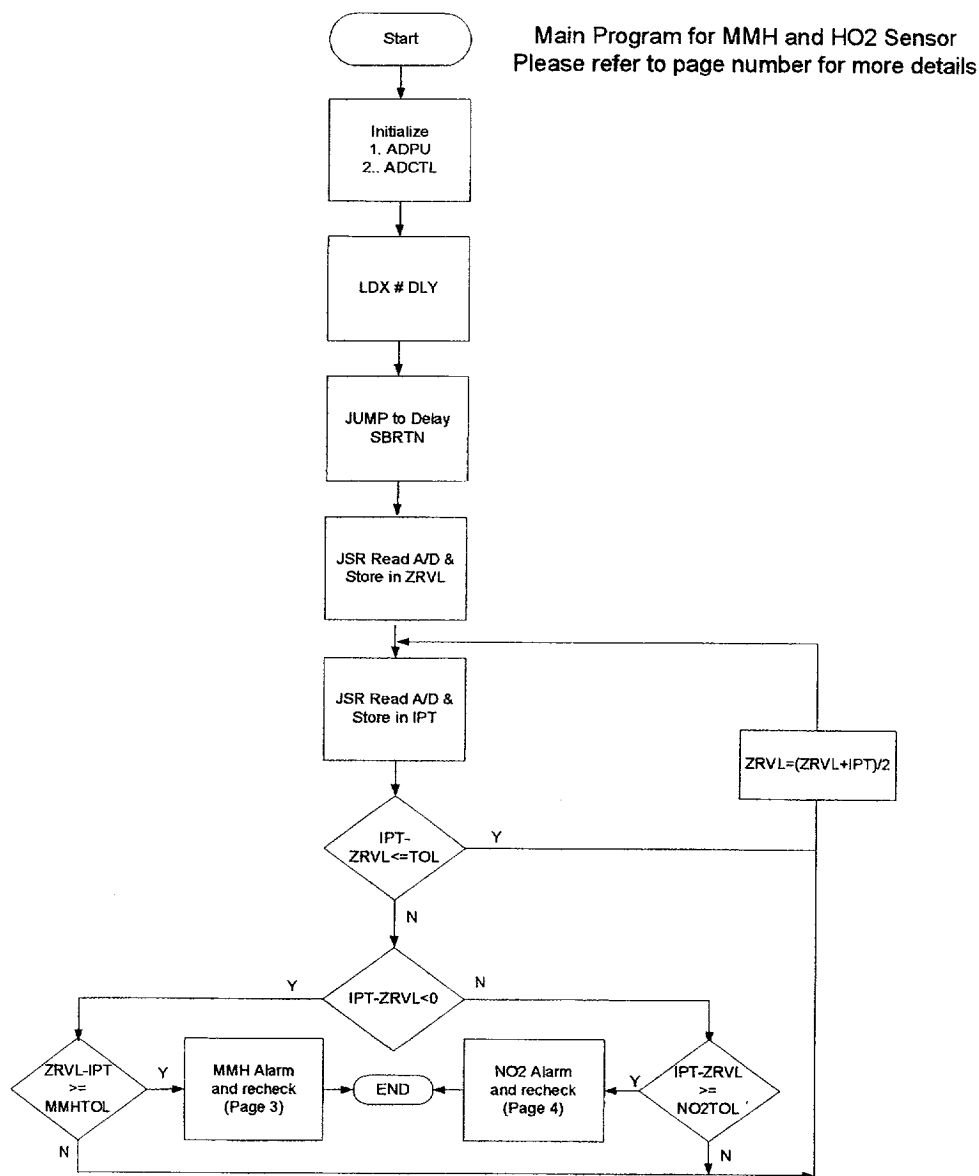 Start
Main Program for MMH and HO2 Sensor
Please refer to page number for more details
Initialize
1. ADPU
2.. ADCTL
LDX # DLY
JUMP to Delay
SBRTN
JSR Read A/D &
Store in ZRVL
JSR Read A/D &
Store in IPT
ZRVL=(ZRVL+IPT)/2
IPT-
ZRVL<=TOL
Y
N
IPT-ZRVL<0
Y
N
ZRVL-IPT
>=
MMHTOL
Y
N
MMH Alarm
and recheck
(Page 3)
END
NO2 Alarm
and recheck
(Page 4)
Y
IPT-ZRVL
>=
NO2TOL
N